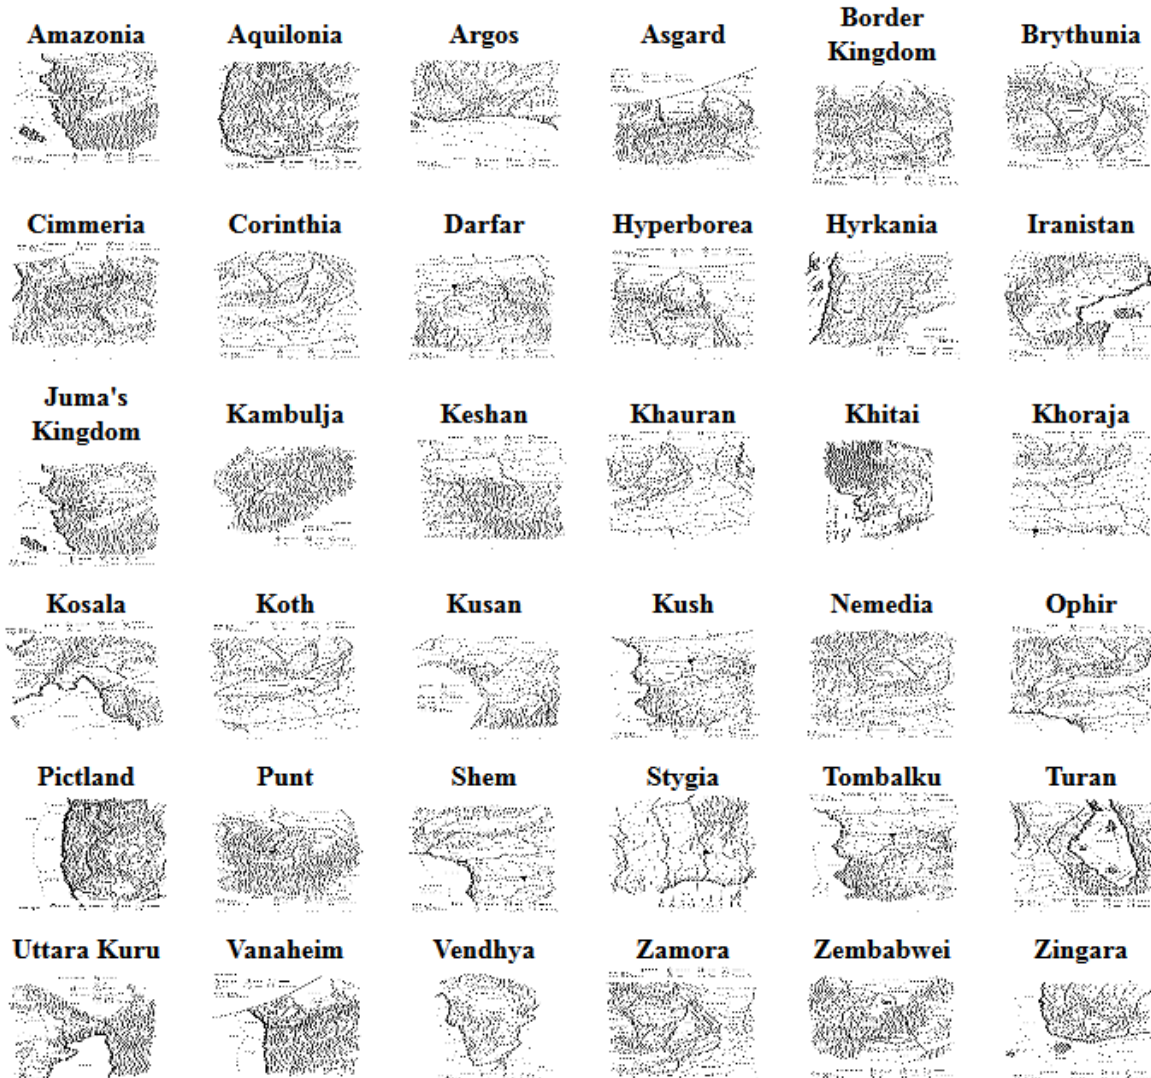 Amazonia
Aquilonia
Argos
Asgard
Border
Kingdom
Brythunia
Cimmeria
Corinthia
Darfar
Hyperborea
Hyrkania
Iranistan
Juma's
Kingdom
Kambulja
Keshan
Khauran
Khitai
Khoraja
Kosala
Koth
Kusan
Kush
Nemedia
Ophir
Pictland
Punt
Shem
Stygia
Tombalku
Turan
Uttara Kuru
Vanaheim
Vendhya
Zamora
Zembabwei
Zingara